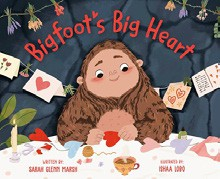 Bigfoot's Big Heart
WRITTEN BY:
SARAH GLENN MARSH
ILLUSTRATED BY:
ISHAA LOBO